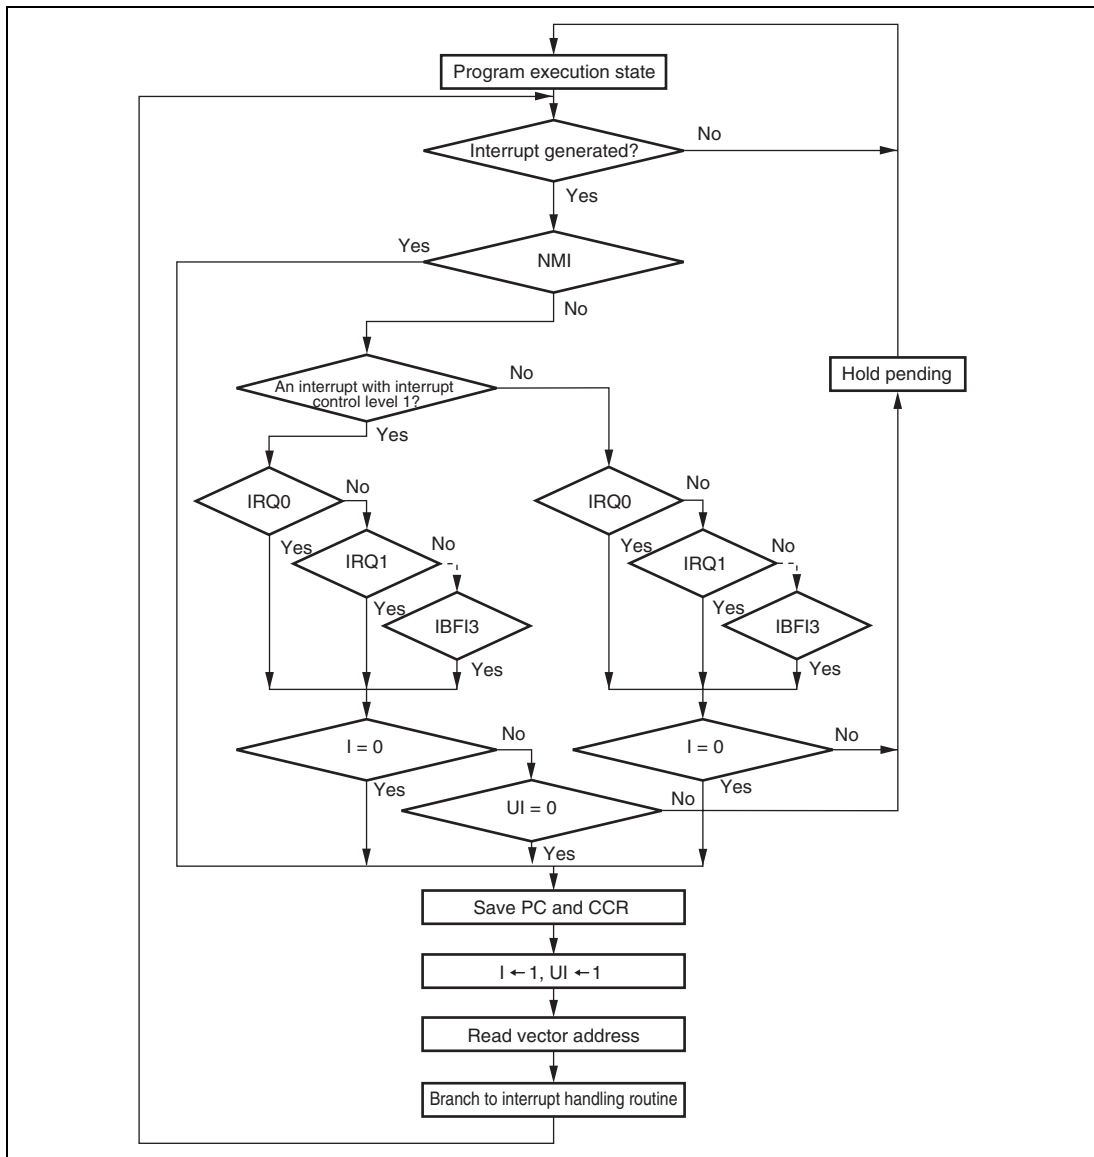 Program execution state
Interrupt generated?
No
Yes
Yes
NMI
No
An interrupt with interrupt
control level 1?
No
Hold pending
Yes
IRQ0
No
IRQ0
No
Yes
IRQ1
No
Yes
IRQ1
No
Yes
IBFI3
Yes
IBFI3
Yes
Yes
I = 0
No
I = 0
No
Yes
UI = 0
No
Yes
Yes
Save PC and CCR
I ← 1, UI ← 1
Read vector address
Branch to interrupt handling routine